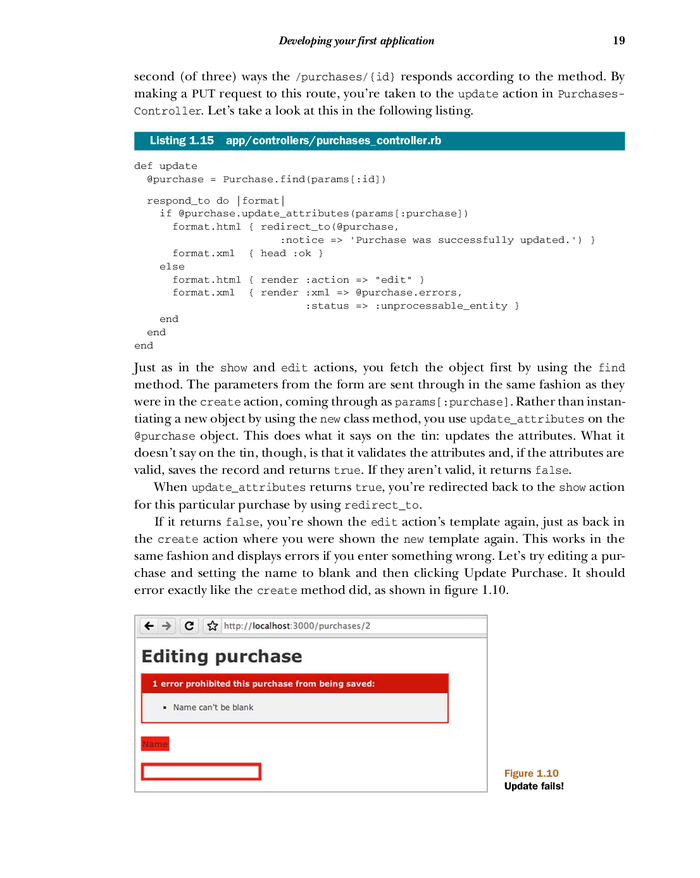 Developing your first application 19
second (of three) ways the /purchases/{id} responds according to the method. By
making a PUT request to this route, you're taken to the update action in Purchases-
Controller. Let's take a look at this in the following listing.
Listing 1.15 app/controllers/purchases_controller.rb
def update
  @purchase = Purchase.find(params[:id])
  respond_to do |format|
    if @purchase.update_attributes(params[:purchase])
      format.html { redirect_to(@purchase,
                       :notice => 'Purchase was successfully updated.') }
      format.xml  { head :ok }
    else
      format.html { render :action => "edit" }
      format.xml  { render :xml => @purchase.errors,
                           :status => :unprocessable_entity }
    end
  end
end
Just as in the show and edit actions, you fetch the object first by using the find
method. The parameters from the form are sent through in the same fashion as they
were in the create action, coming through as params[:purchase]. Rather than instan-
tiating a new object by using the new class method, you use update_attributes on the
@purchase object. This does what it says on the tin: updates the attributes. What it
doesn't say on the tin, though, is that it validates the attributes and, if the attributes are
valid, saves the record and returns true. If they aren't valid, it returns false.
When update_attributes returns true, you're redirected back to the show action
for this particular purchase by using redirect_to.
If it returns false, you're shown the edit action's template again, just as back in
the create action where you were shown the new template again. This works in the
same fashion and displays errors if you enter something wrong. Let's try editing a pur-
chase and setting the name to blank and then clicking Update Purchase. It should
error exactly like the create method did, as shown in figure 1.10.
http://localhost:3000/purchases/2
Editing purchase
1 error prohibited this purchase from being saved:
• Name can't be blank
Name
Figure 1.10
Update fails!